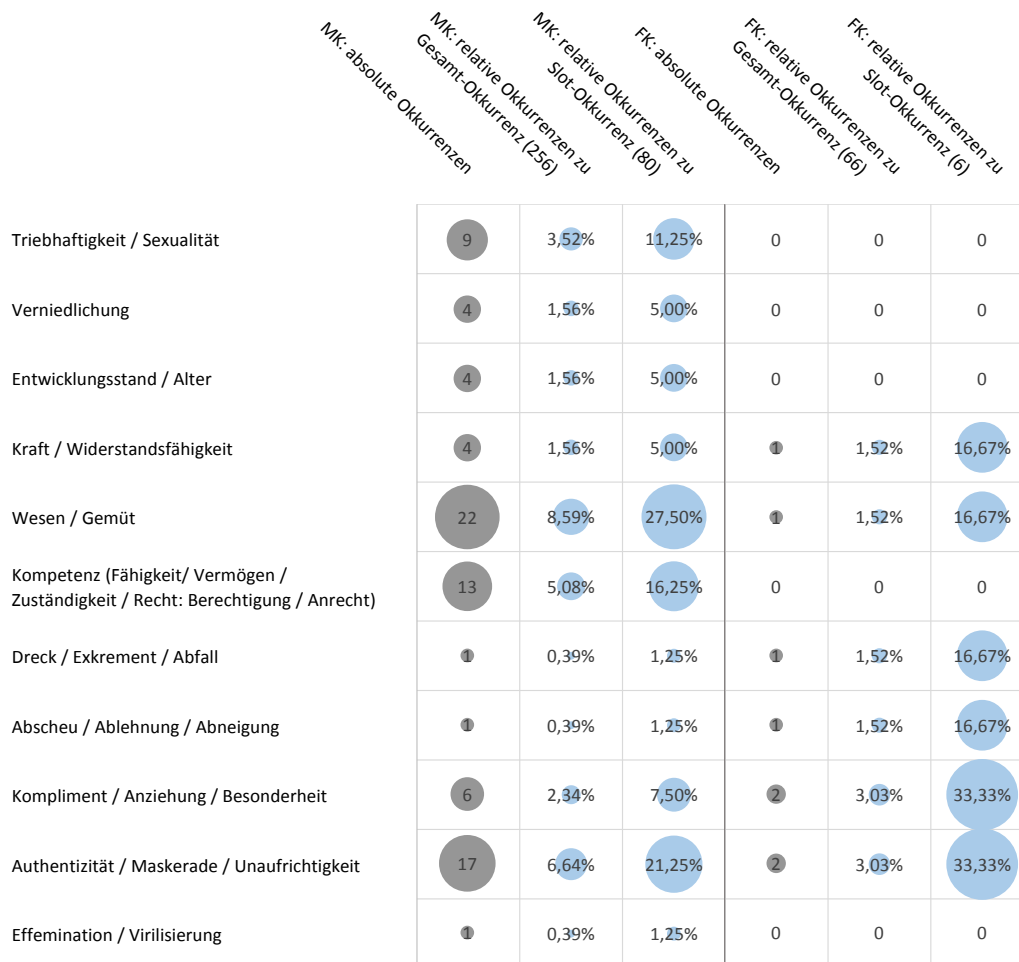 MK: absolute Okkurrenzen
MK: relative Okkurrenzen zu
Gesamt-Okkurrenz (256)
MK: relative Okkurrenzen zu
Slot-Okkurrenz (80)
FK: absolute Okkurrenzen
FK: relative Okkurrenzen zu
Gesamt-Okkurrenz (66)
FK: relative Okkurrenzen zu
Slot-Okkurrenz (6)
Triebhaftigkeit / Sexualität 9 3,52% 11,25% 0 0 0
Verniedlichung 4 1,56% 5,00% 0 0 0
Entwicklungsstand / Alter 4 1,56% 5,00% 0 0 0
Kraft / Widerstandsfähigkeit 4 1,56% 5,00% 1 1,52% 16,67%
Wesen / Gemüt 22 8,59% 27,50% 1 1,52% 16,67%
Kompetenz (Fähigkeit/ Vermögen /
Zuständigkeit / Recht: Berechtigung / Anrecht) 13 5,08% 16,25% 0 0 0
Dreck / Exkrement / Abfall 1 0,39% 1,25% 1 1,52% 16,67%
Abscheu / Ablehnung / Abneigung 1 0,39% 1,25% 1 1,52% 16,67%
Kompliment / Anziehung / Besonderheit 6 2,34% 7,50% 2 3,03% 33,33%
Authentizität / Maskerade / Unaufrichtigkeit 17 6,64% 21,25% 2 3,03% 33,33%
Effemination / Virilisierung 1 0,39% 1,25% 0 0 0